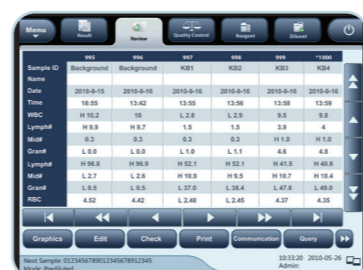 Menu
Result
Review
Quality Control
Reagent
Diluent
995 996 997 998 999 *1000
Sample ID Background Background KB1 KB2 KB3 KB4
Name
Date 2010-9-15 2010-9-16 2010-9-16 2010-9-16 2010-9-16 2010-9-16
Time 18:55 13:42 13:55 13:56 13:58 13:59
WBC H 10.2 10 L 2.8 L 2.9 9.5 9.8
Lymph# H 9.9 H 9.7 1.5 1.5 3.9 4
Mid# 0.3 0.3 0.3 0.3 H 1.0 H 1.0
Gran# L 0.0 L 0.0 L 1.0 L 1.1 4.6 4.8
Lymph# H 96.8 H 96.9 H 52.1 H 52.1 H 41.5 H 40.6
Mid# L 2.7 L 2.6 H 10.9 H 9.5 H 10.7 H 10.4
Gran# L 0.5 L 0.5 L 37.0 L 38.4 L 47.8 L 49.0
RBC 4.52 4.42 L 2.48 L 2.45 4.37 4.35
Graphics Edit Check Print Communication Query
Next Sample: 012345678901234567891 2345
Mode: Prediluted
10:33:20 2010-05-26
Admin: